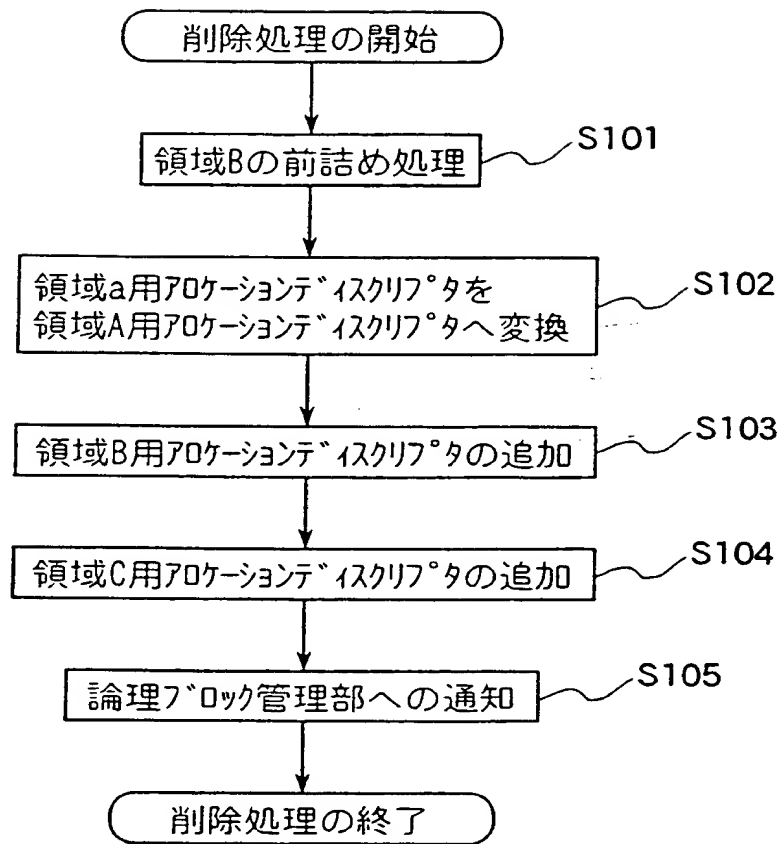 削除処理の開始
領域Bの前詰め処理
S101
領域a用ｱﾛｹｰｼｮﾝﾃﾞｨｽｸﾘﾌﾟﾀを
領域A用ｱﾛｹｰｼｮﾝﾃﾞｨｽｸﾘﾌﾟﾀへ変換
S102
領域B用ｱﾛｹｰｼｮﾝﾃﾞｨｽｸﾘﾌﾟﾀの追加
S103
領域C用ｱﾛｹｰｼｮﾝﾃﾞｨｽｸﾘﾌﾟﾀの追加
S104
論理ﾌﾞﾛｯｸ管理部への通知
S105
削除処理の終了